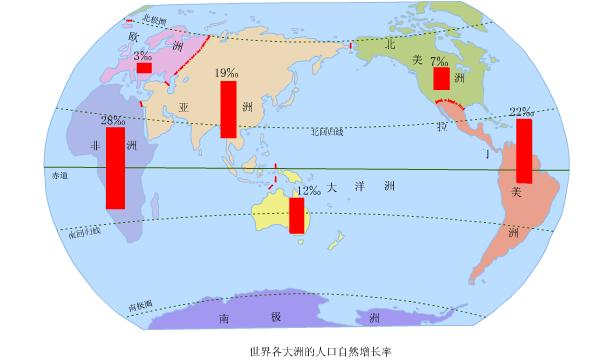 北极圈
欧洲
3‰
北美洲
7‰
19‰
亚洲
28‰
非洲
北回归线
拉丁美洲
22‰
赤道
12‰
大洋洲
南回归线
南极圈
南极洲
世界各大洲的人口自然增长率